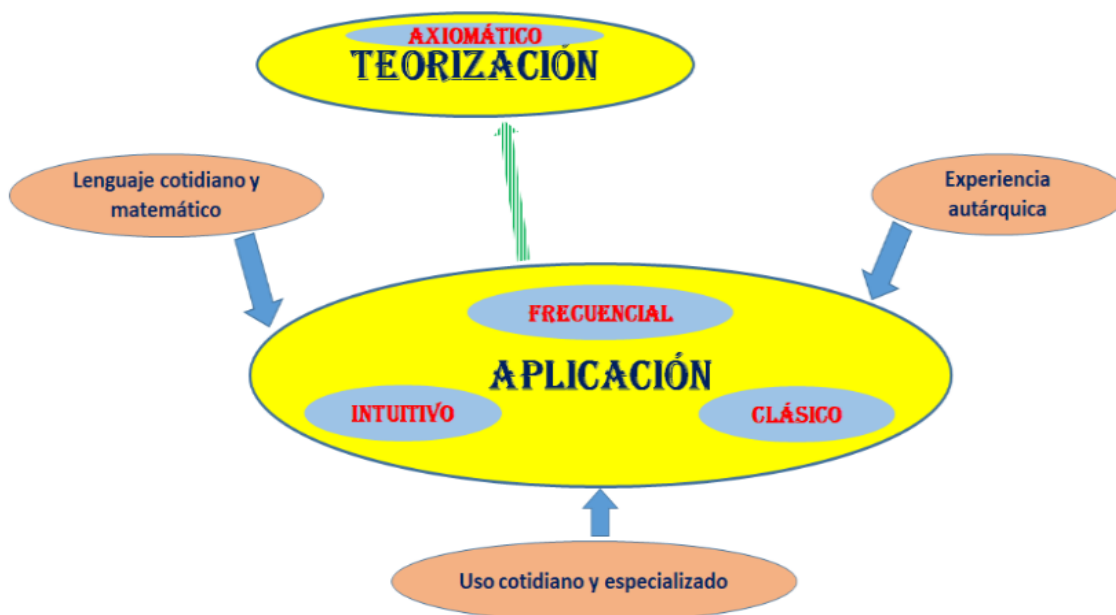 AXIOMÁTICO
TEORIZACIÓN
Lenguaje cotidiano y
matemático
Experiencia
autárquica
FRECUENCIAL
APLICACIÓN
INTUITIVO
CLÁSICO
Uso cotidiano y especializado